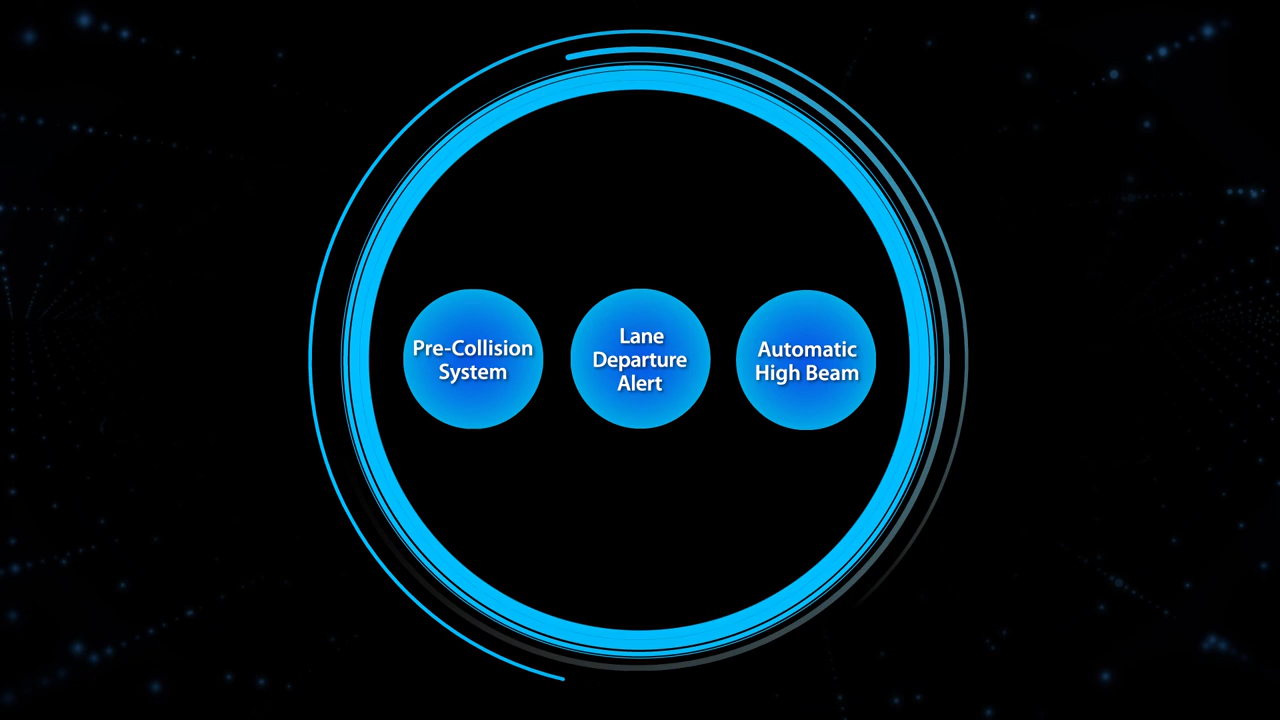 Pre-Collision
System
Lane
Departure
Alert
Automatic
High Beam